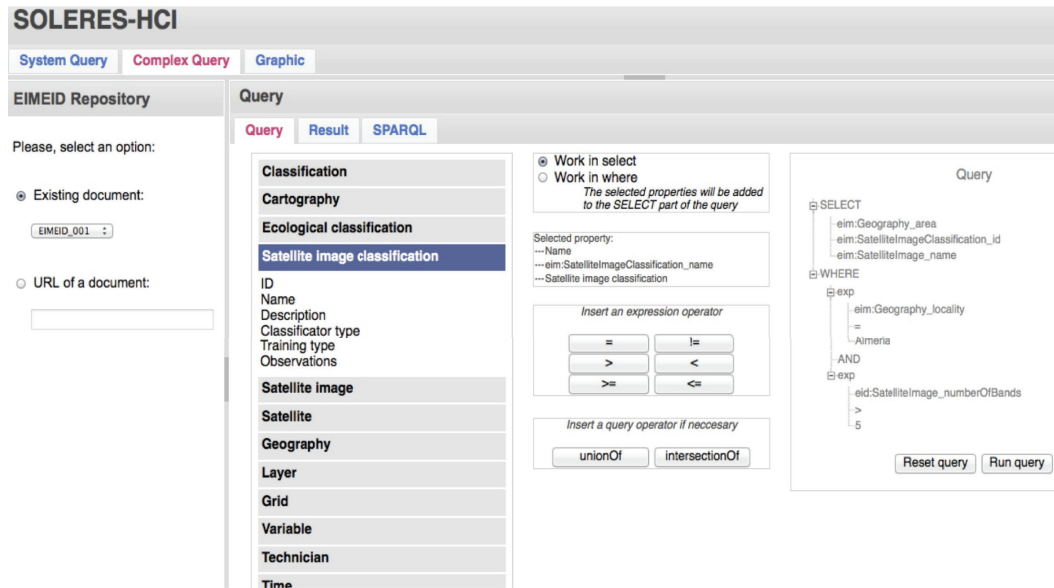 SOLERES-HCI
System Query Complex Query Graphic
EIMEID Repository
Please, select an option:
Existing document:
EIMEID_001
URL of a document:
Query
Query Result SPARQL
Classification
Cartography
Ecological classification
Satellite image classification
ID
Name
Description
Classificator type
Training type
Observations
Satellite image
Satellite
Geography
Layer
Grid
Variable
Technician
Time
Work in select
Work in where
The selected properties will be added
to the SELECT part of the query
Selected property:
---Name
---eim:SatelliteImageClassification_name
---Satellite image classification
Insert an expression operator
= !=
> <
>= <=
Insert a query operator if neccesary
unionOf intersectionOf
Query
SELECT
eim:Geography_area
eim:SatelliteImageClassification_id
eim:SatelliteImage_name
WHERE
exp
eim:Geography_locality
=
Almeria
AND
exp
eid:SatelliteImage_numberOfBands
>
5
Reset query Run query